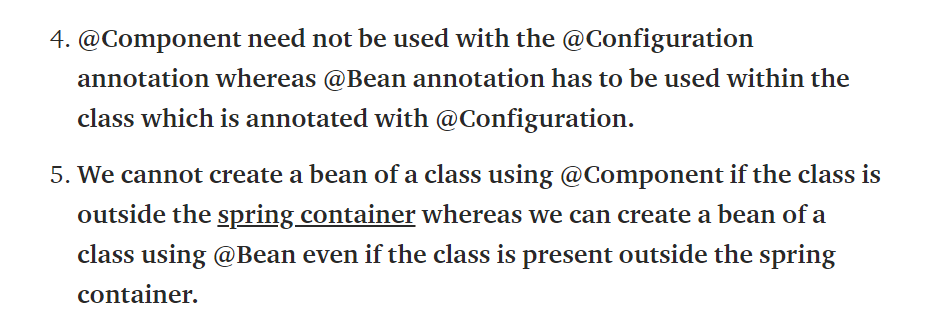 4. @Component need not be used with the @Configuration
annotation whereas @Bean annotation has to be used within the
class which is annotated with @Configuration.
5. We cannot create a bean of a class using @Component if the class is
outside the spring container whereas we can create a bean of a
class using @Bean even if the class is present outside the spring
container.